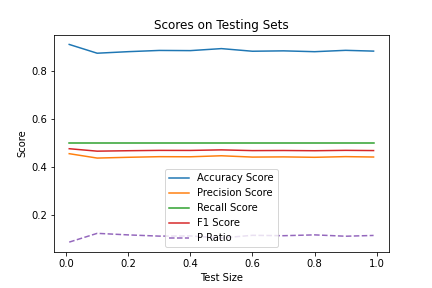 Scores on Testing Sets
Score
0.8
0.6
0.4
0.2
Accuracy Score
Precision Score
Recall Score
F1 Score
P Ratio
0.0 0.2 0.4 0.6 0.8 1.0
Test Size